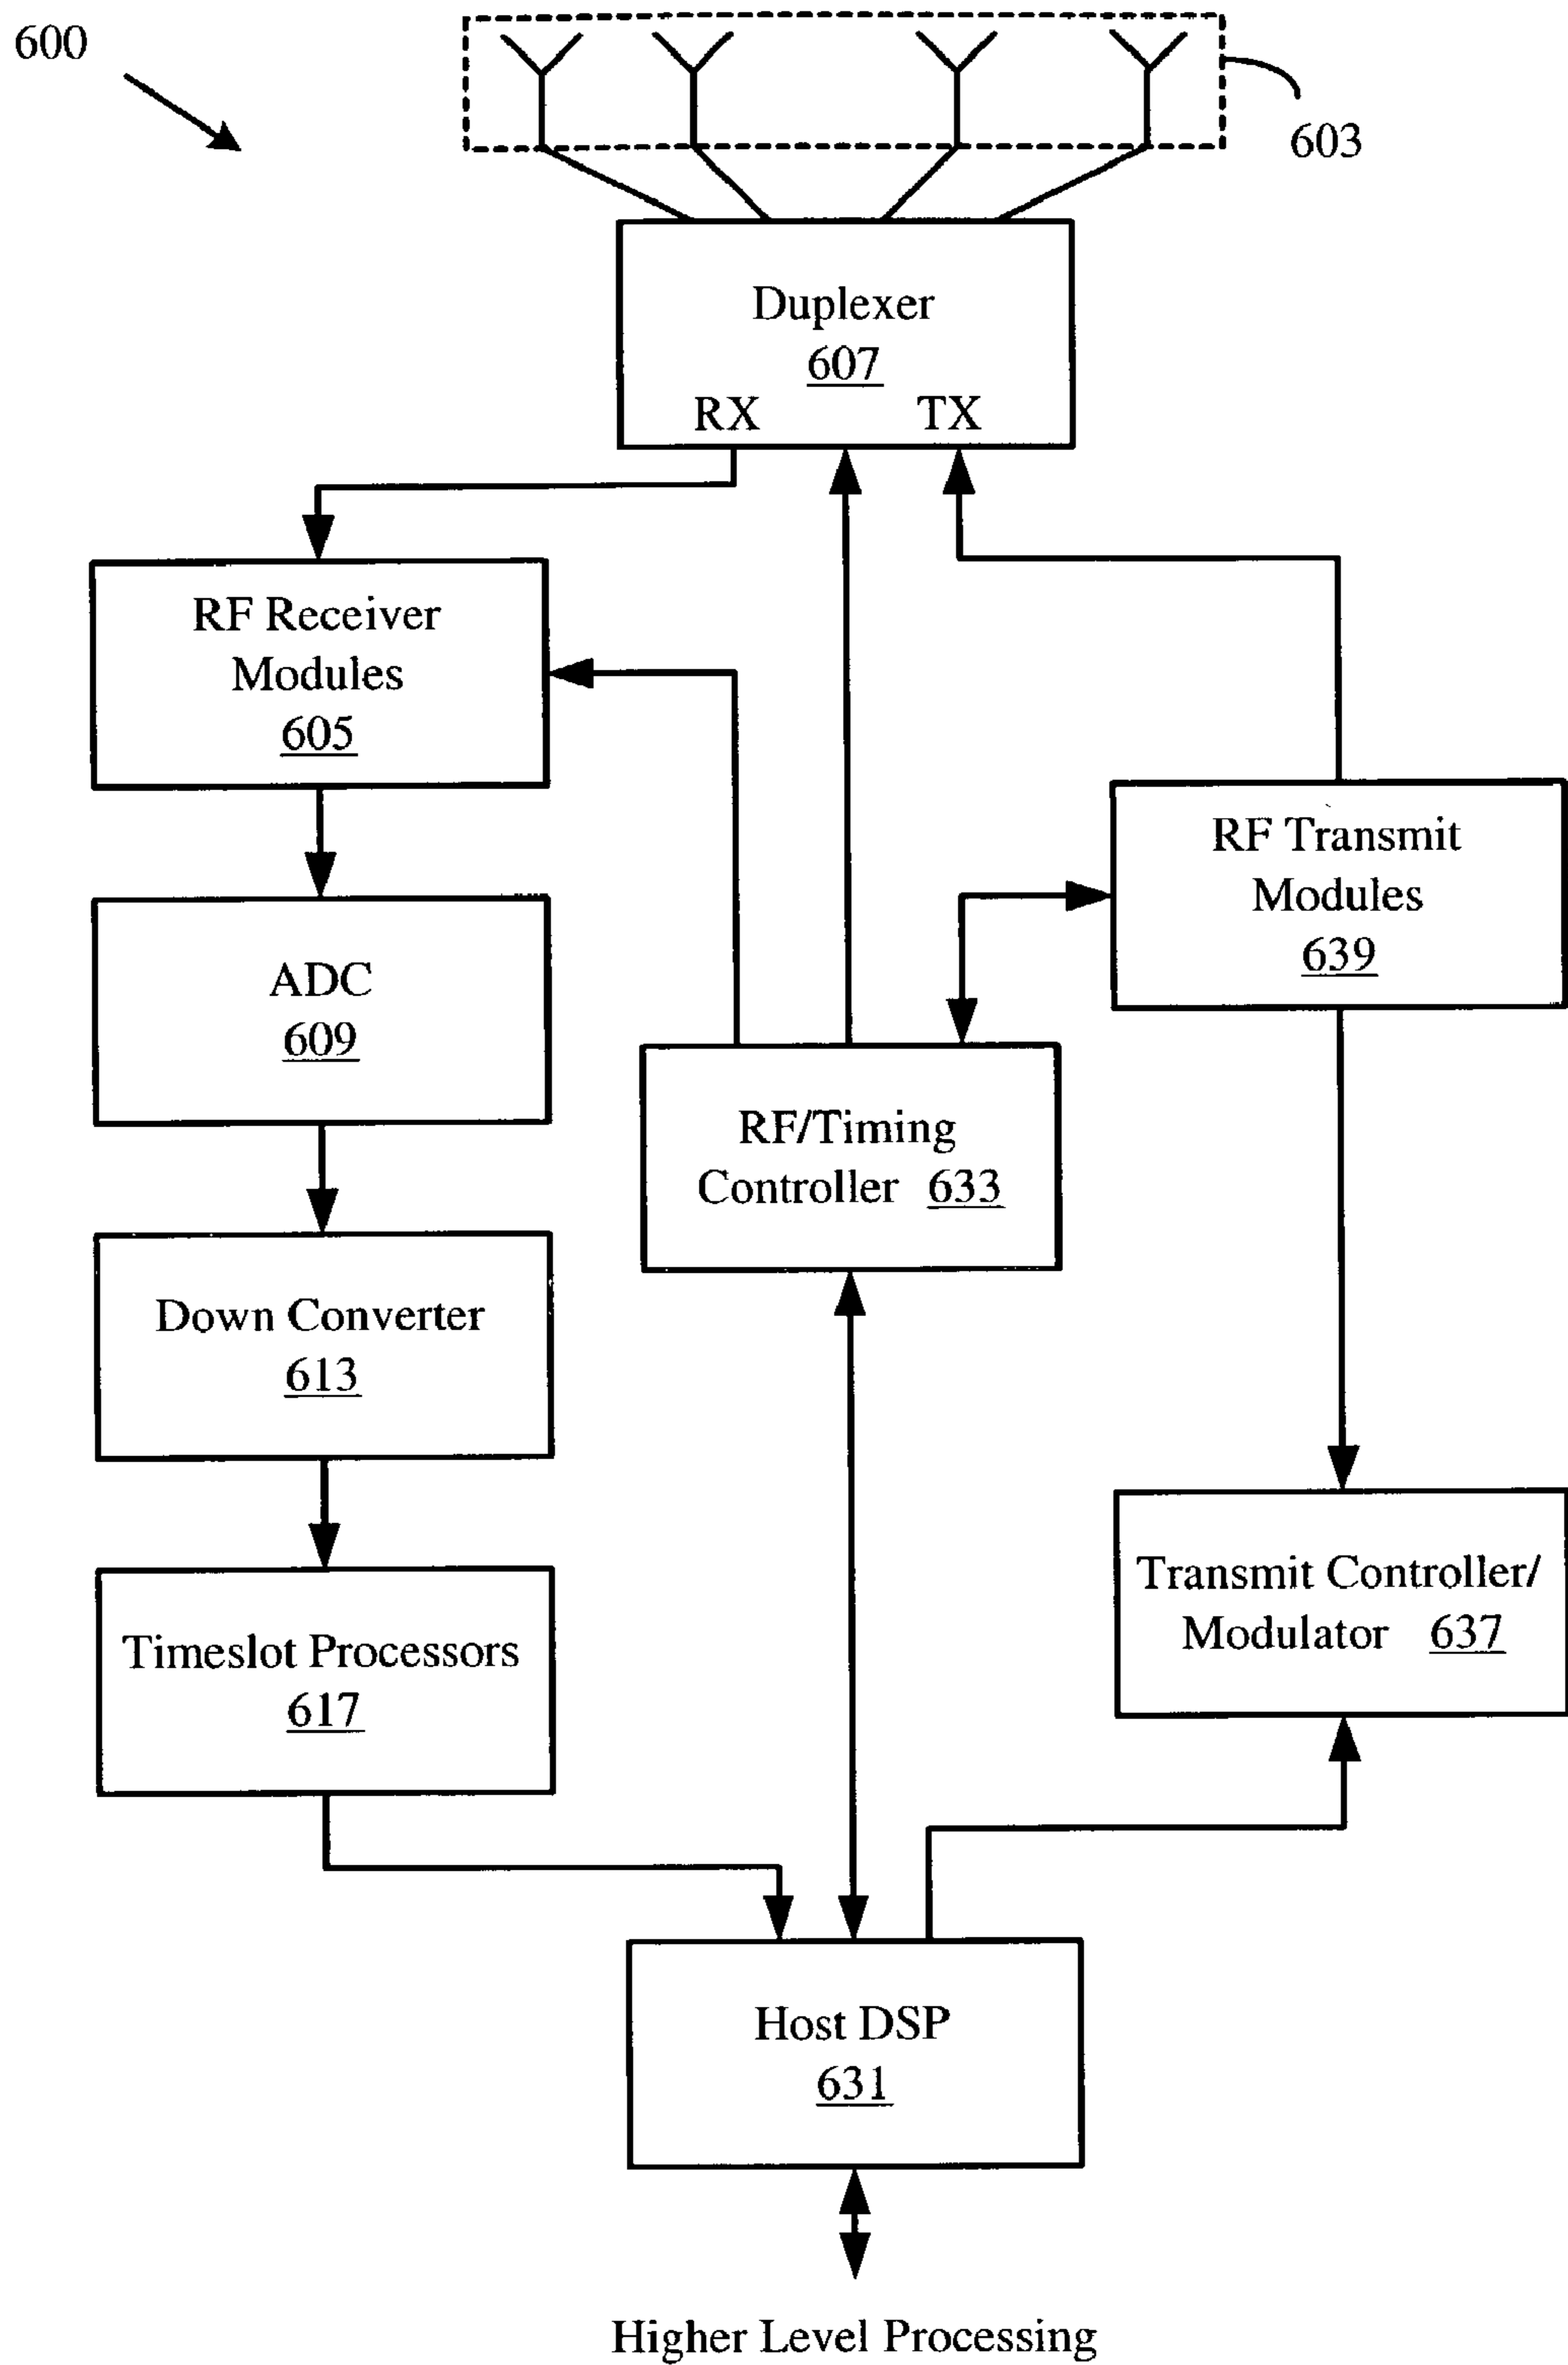 600
603
Duplexer
607
RX TX
RF Receiver
Modules
605
RF Transmit
Modules
639
ADC
609
RF/Timing
Controller 633
Down Converter
613
Transmit Controller/
Modulator 637
Timeslot Processors
617
Host DSP
631
Higher Level Processing